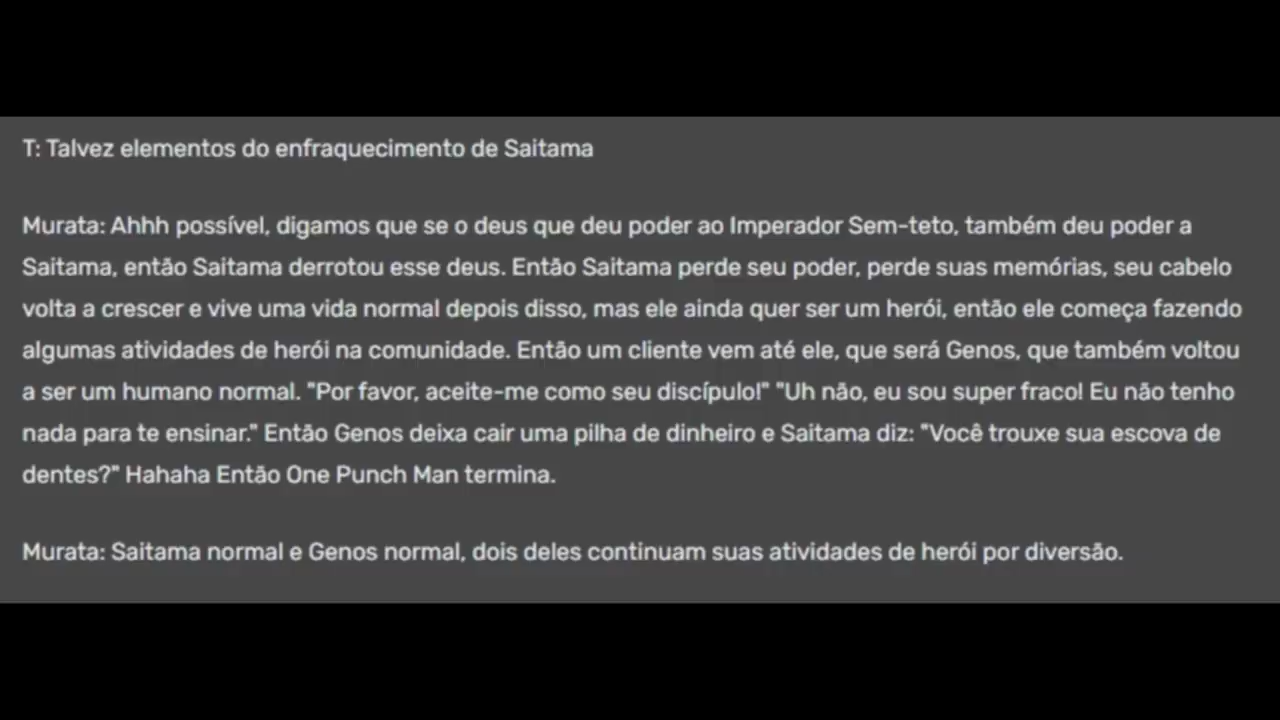 T: Talvez elementos do enfraquecimento de Saitama
Murata: Ahhh possível, digamos que se o deus que deu poder ao Imperador Sem-teto, também deu poder a
Saitama, então Saitama derrotou esse deus. Então Saitama perde seu poder, perde suas memórias, seu cabelo
volta a crescer e vive uma vida normal depois disso, mas ele ainda quer ser um herói, então ele começa fazendo
algumas atividades de herói na comunidade. Então um cliente vem até ele, que será Genos, que também voltou
a ser um humano normal. "Por favor, aceite-me como seu discípulo!" "Uh não, eu sou super fraco! Eu não tenho
nada para te ensinar." Então Genos deixa cair uma pilha de dinheiro e Saitama diz: "Você trouxe sua escova de
dentes?" Hahaha Então One Punch Man termina.
Murata: Saitama normal e Genos normal, dois deles continuam suas atividades de herói por diversão.